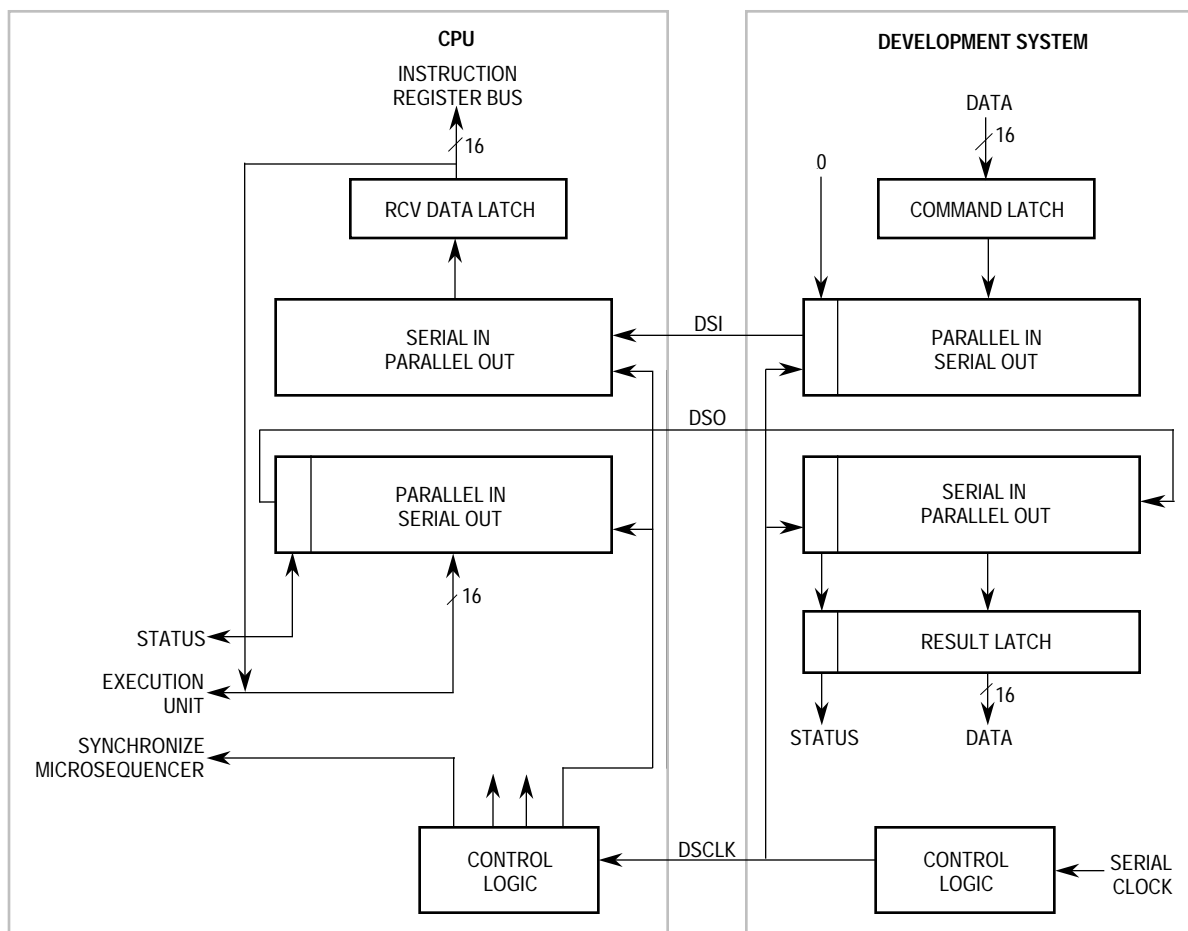 CPU
INSTRUCTION
REGISTER BUS
16
RCV DATA LATCH
SERIAL IN
PARALLEL OUT
PARALLEL IN
SERIAL OUT
16
STATUS
EXECUTION
UNIT
SYNCHRONIZE
MICROSEQUENCER
CONTROL
LOGIC
DSI
DSO
DSCLK
DEVELOPMENT SYSTEM
DATA
16
0
COMMAND LATCH
PARALLEL IN
SERIAL OUT
SERIAL IN
PARALLEL OUT
RESULT LATCH
16
STATUS
DATA
CONTROL
LOGIC
SERIAL
CLOCK